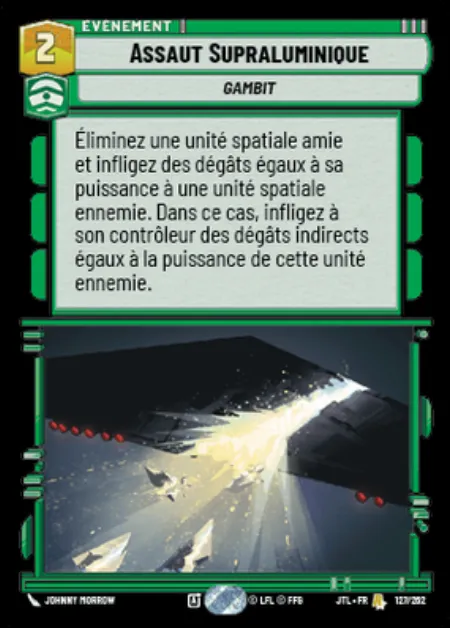 ÉVÉNEMENT
2
ASSAUT SUPRALUMINIQUE
GAMBIT
Éliminez une unité spatiale amie
et infligez des dégâts égaux à sa
puissance à une unité spatiale
ennemie. Dans ce cas, infligez à
son contrôleur des dégâts indirects
égaux à la puissance de cette unité
ennemie.
JOHNNY MORROW
© LFL © FFG
JTL • FR
127/262